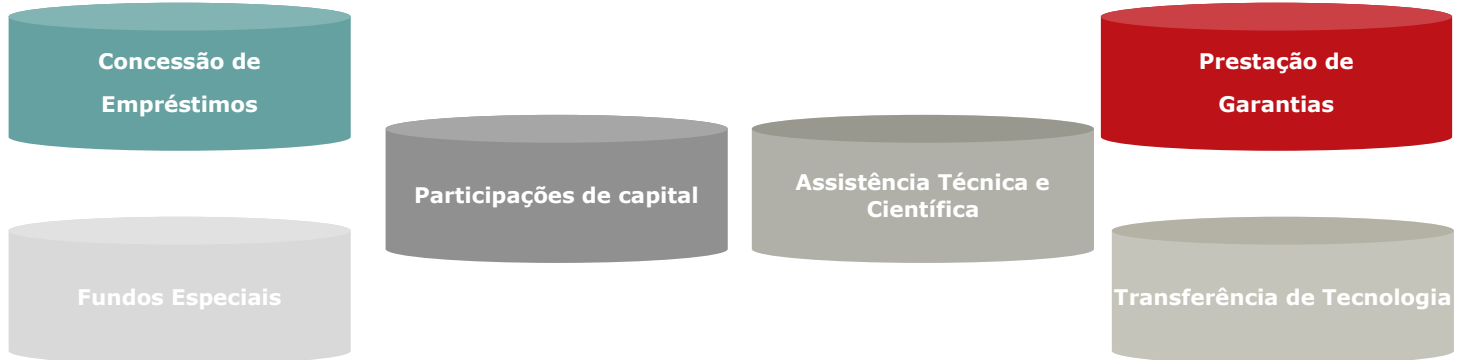 Concessão de
Empréstimos
Prestação de
Garantias
Participações de capital
Assistência Técnica e
Científica
Fundos Especiais
Transferência de Tecnologia